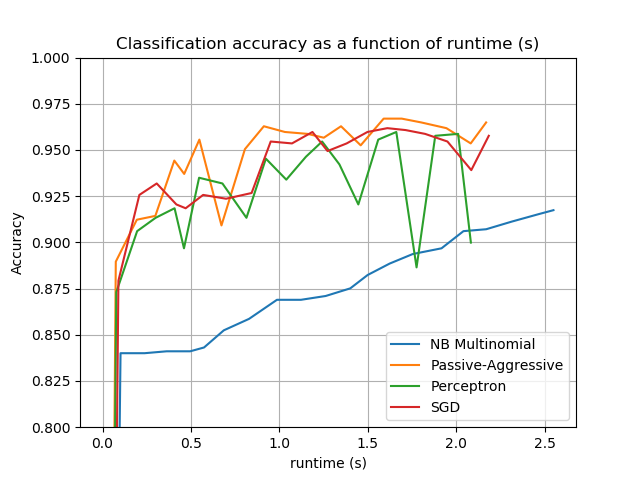 Classification accuracy as a function of runtime (s)
1.000
0.975
0.950
0.925
0.900
0.875
0.850
0.825
0.800
Accuracy
0.0 0.5 1.0 1.5 2.0 2.5
runtime (s)
NB Multinomial
Passive-Aggressive
Perceptron
SGD